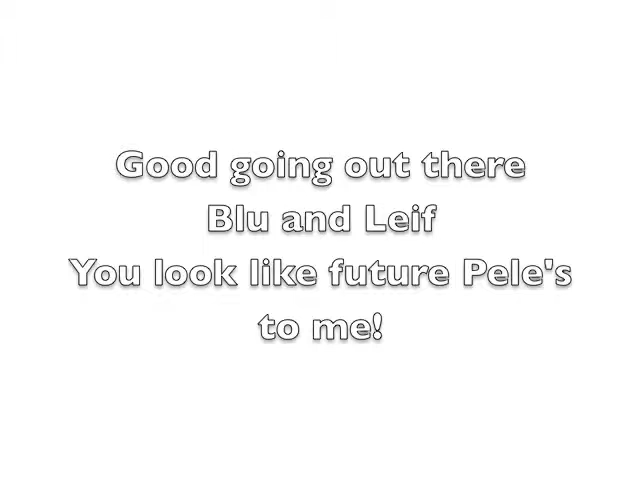 Good going out there
Blu and Leif
You look like future Pele's
to me!